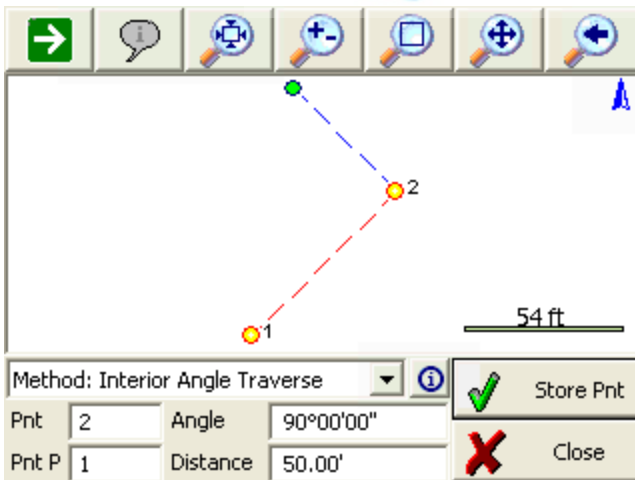 2
1
54 ft
Method: Interior Angle Traverse
Store Pnt
Pnt 2 Angle 90°00'00"
Pnt P 1 Distance 50.00'
Close